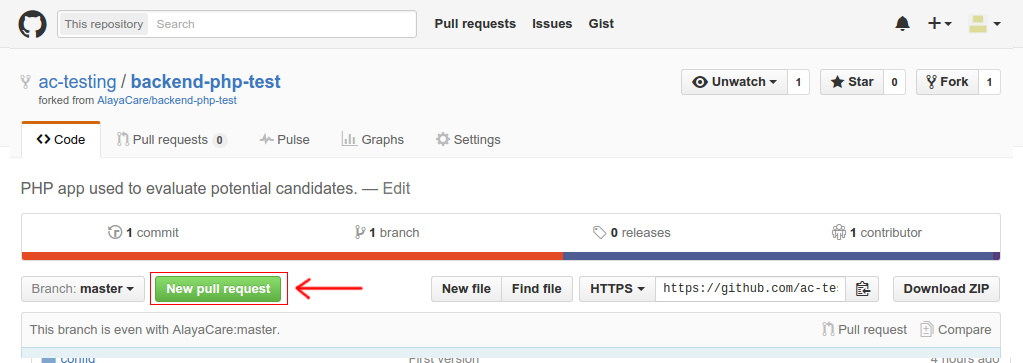 This repository Search Pull requests Issues Gist
ac-testing / backend-php-test Unwatch 1 Star 0 Fork 1
forked from AlayaCare/backend-php-test
Code Pull requests 0 Pulse Graphs Settings
PHP app used to evaluate potential candidates. — Edit
1 commit 1 branch 0 releases 1 contributor
Branch: master New pull request New file Find file HTTPS https://github.com/ac-te Download ZIP
This branch is even with AlayaCare:master. Pull request Compare
config First version 4 hours ago